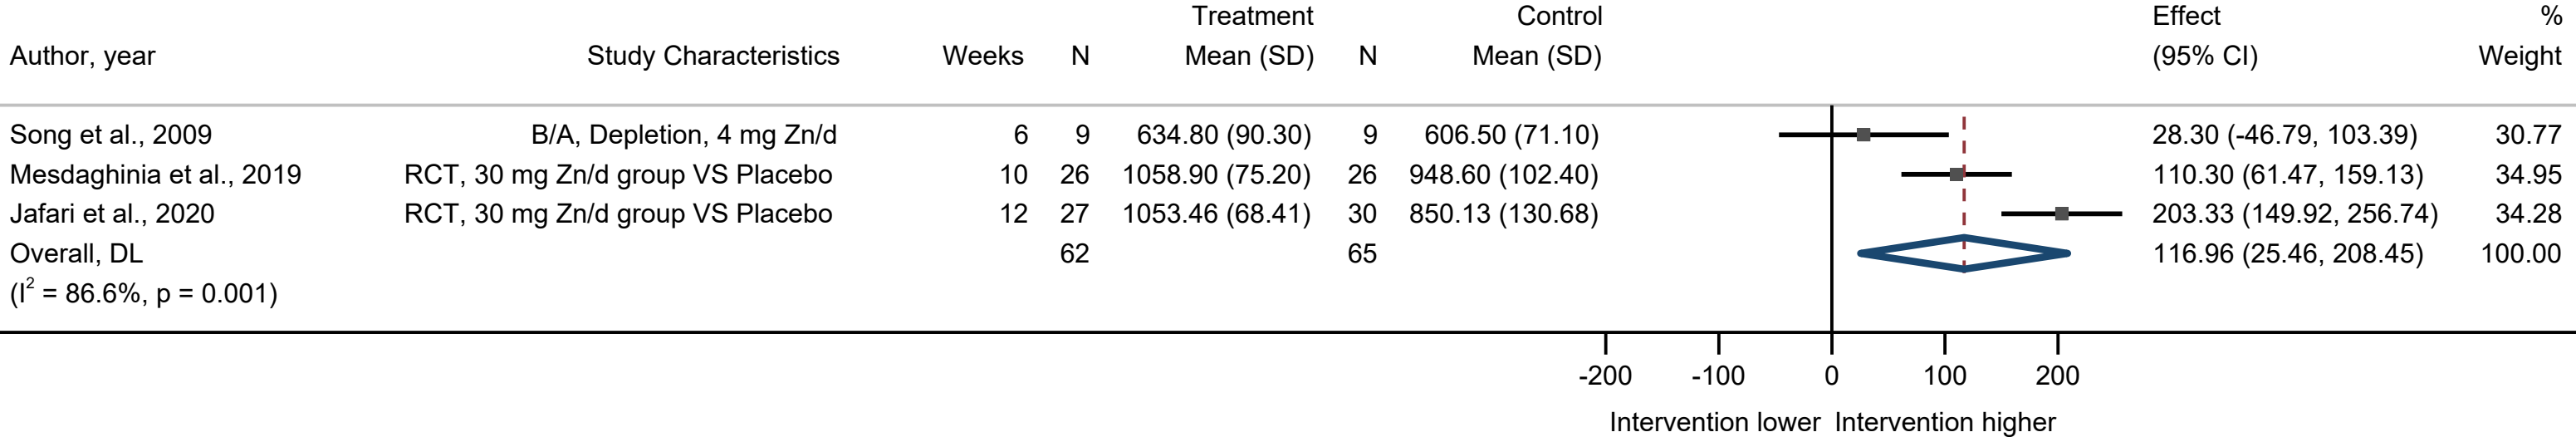 Treatment Control Effect %
Author, year Study Characteristics Weeks N Mean (SD) N Mean (SD) (95% CI) Weight
Song et al., 2009 B/A, Depletion, 4 mg Zn/d 6 9 634.80 (90.30) 9 606.50 (71.10) 28.30 (-46.79, 103.39) 30.77
Mesdaghinia et al., 2019 RCT, 30 mg Zn/d group VS Placebo 10 26 1058.90 (75.20) 26 948.60 (102.40) 110.30 (61.47, 159.13) 34.95
Jafari et al., 2020 RCT, 30 mg Zn/d group VS Placebo 12 27 1053.46 (68.41) 30 850.13 (130.68) 203.33 (149.92, 256.74) 34.28
Overall, DL 62 65 116.96 (25.46, 208.45) 100.00
(I² = 86.6%, p = 0.001)
-200 -100 0 100 200
Intervention lower Intervention higher